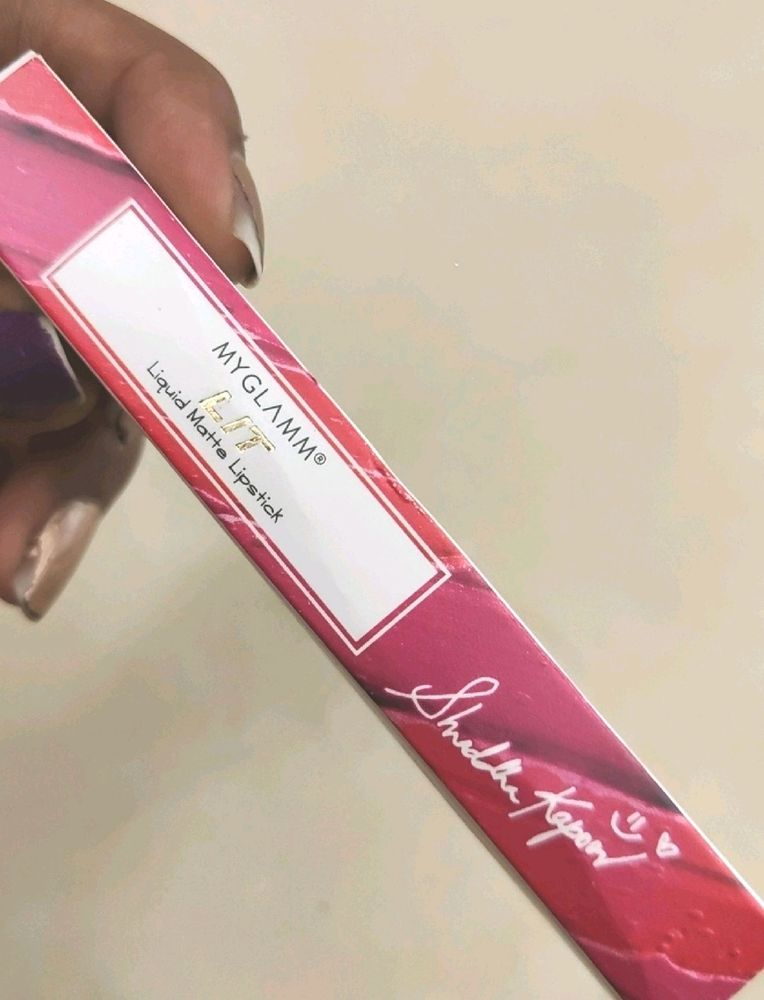 MYGLAMM®
LIT
Liquid Matte Lipstick
Shraddha Kapoor